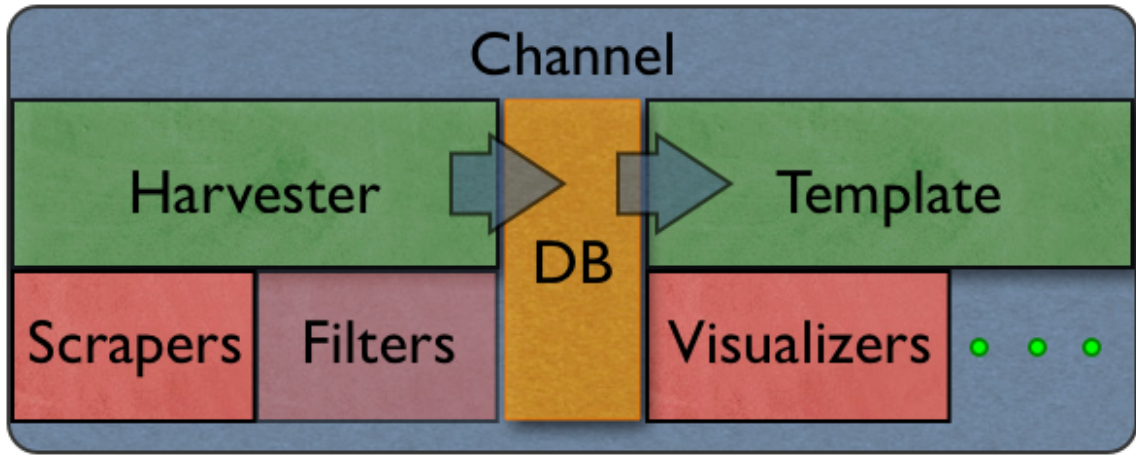 Channel
Harvester
Template
DB
Scrapers
Filters
Visualizers